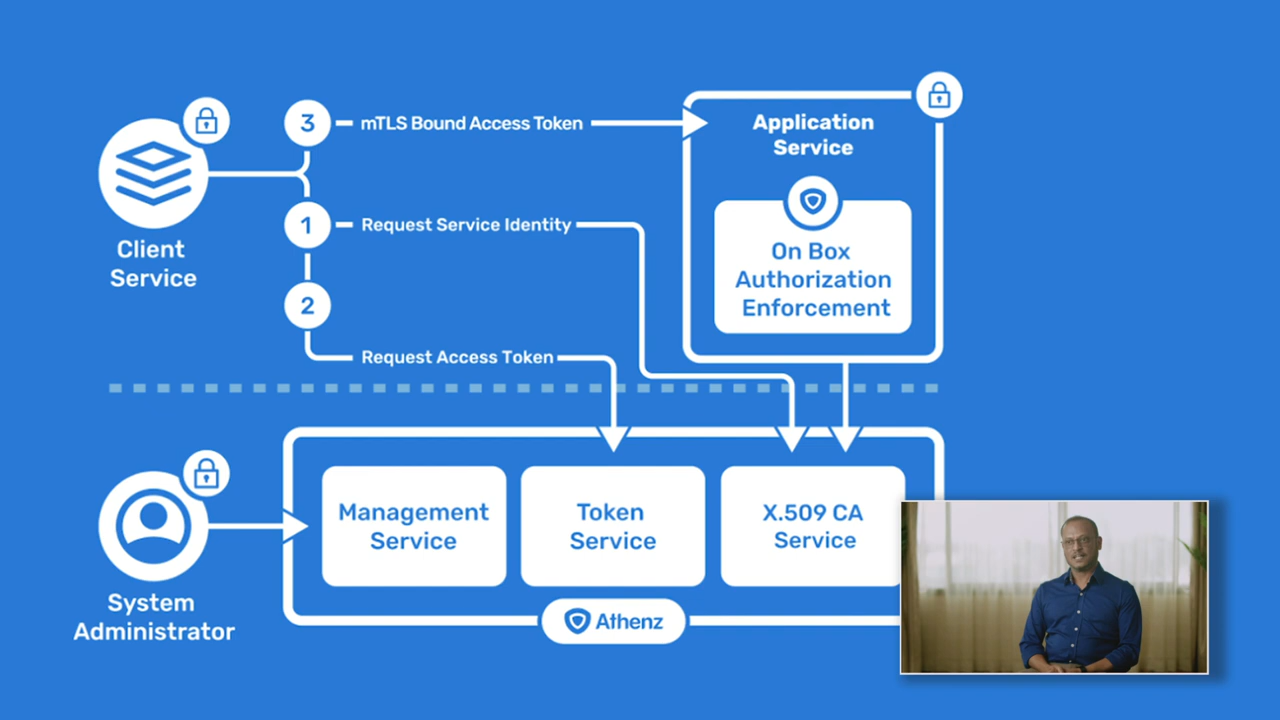 3
mTLS Bound Access Token
Application
Service
1
Request Service Identity
Client
Service
On Box
Authorization
Enforcement
2
Request Access Token
Management
Service
Token
Service
X.509 CA
Service
System
Administrator
Athenz